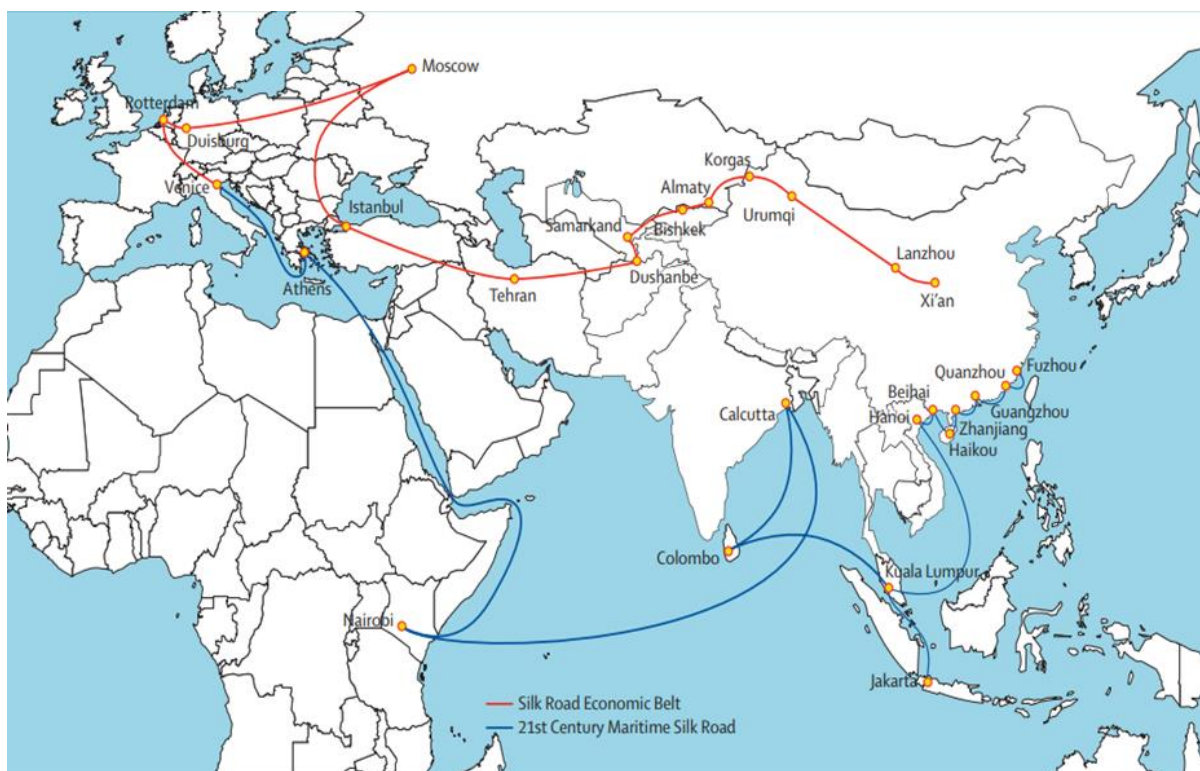 Moscow
Rotterdam
Duisburg
Korgas
Venice
Almaty
Istanbul
Urumqi
Samarkand
Bishkek
Lanzhou
Athens
Dushanbe
Tehran
Xi'an
Quanzhou
Fuzhou
Beihai
Calcutta
Hanoi
Guangzhou
Zhanjiang
Haikou
Colombo
Kuala Lumpur
Nairobi
Jakarta
Silk Road Economic Belt
21st Century Maritime Silk Road